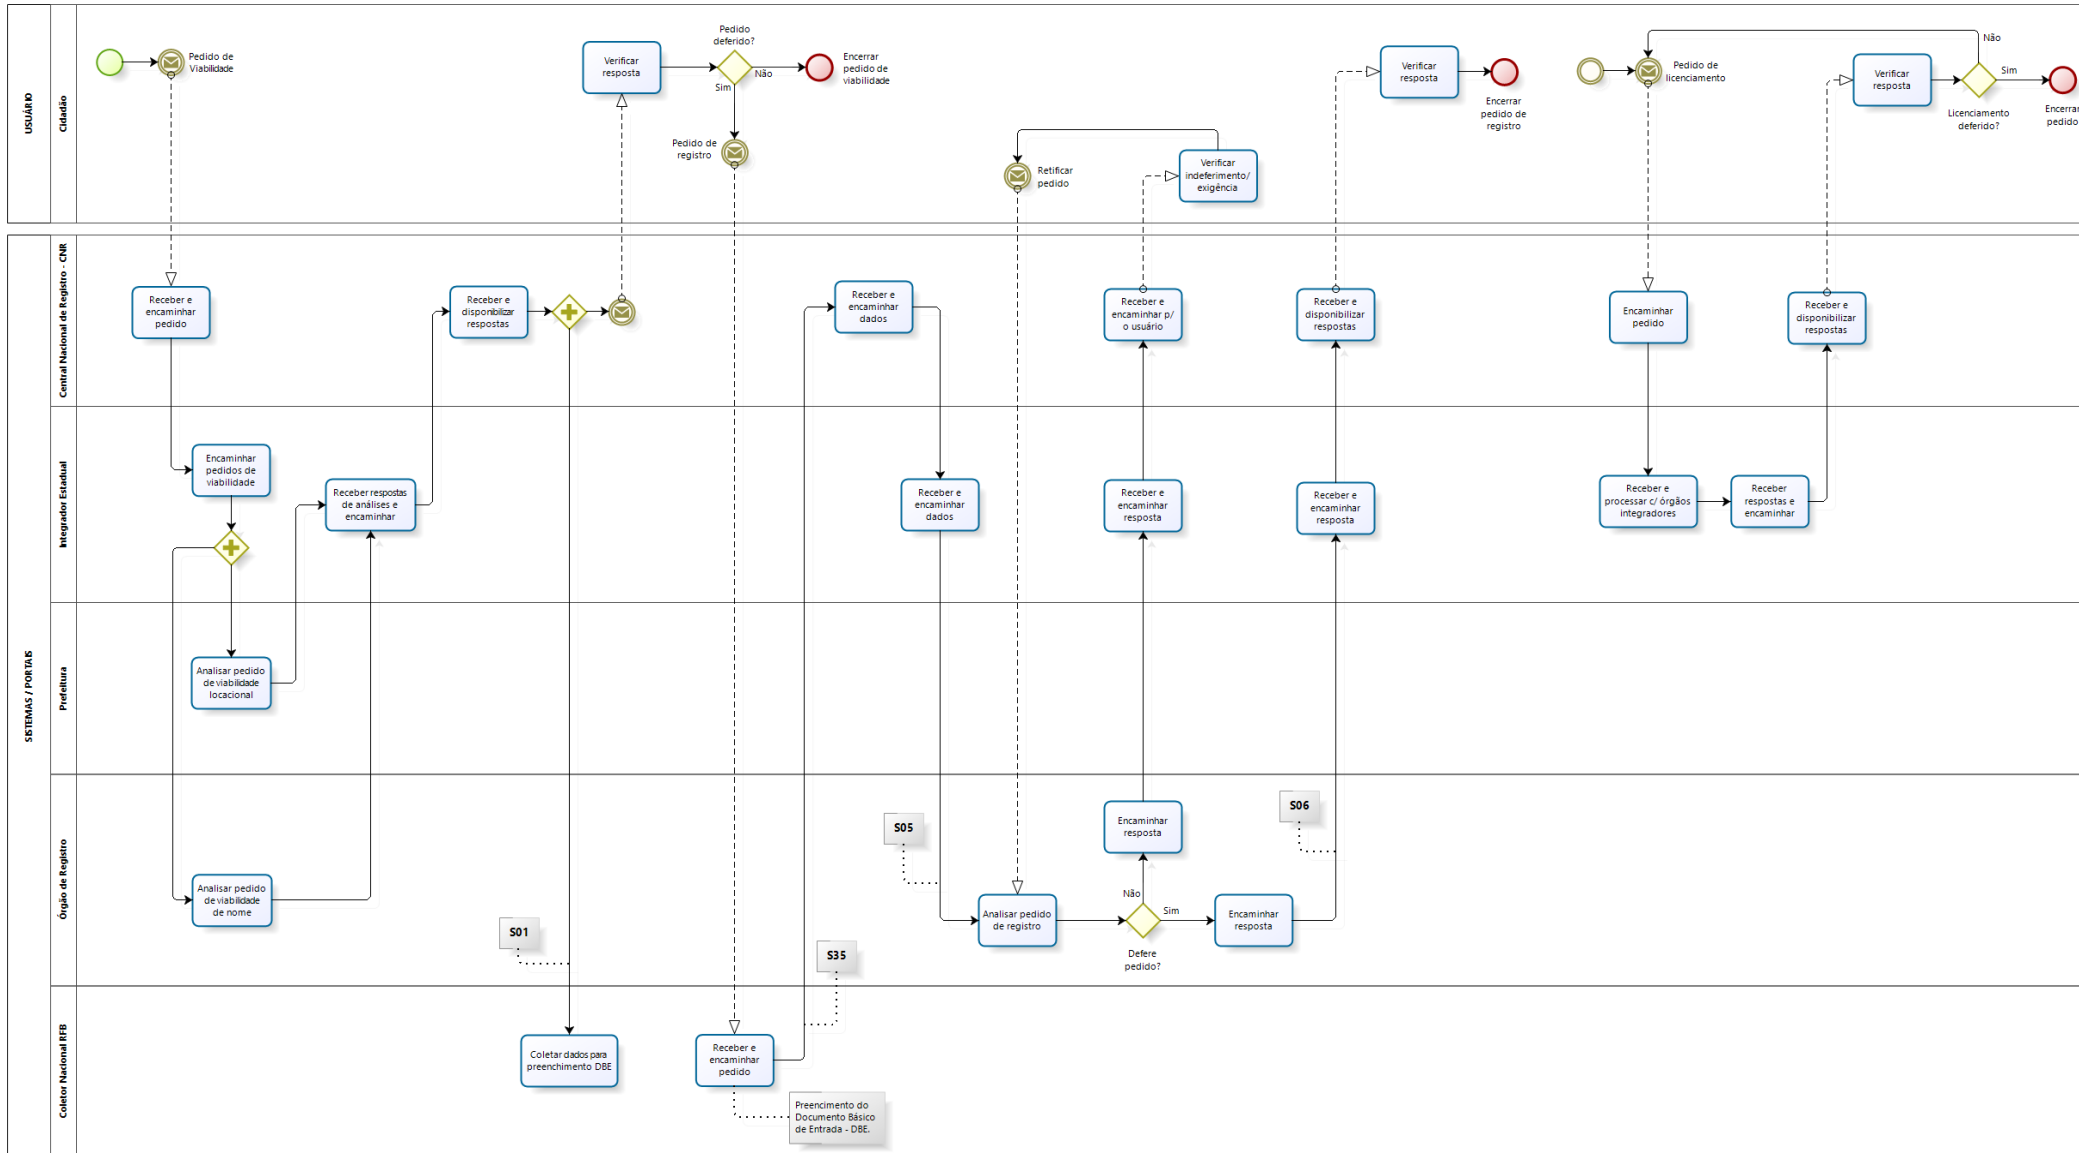 USUÁRIO
Cidadão
Pedido de
Viabilidade
Verificar
resposta
Pedido
deferido?
Não
Sim
Encerrar
pedido de
viabilidade
Pedido de
registro
Retificar
pedido
Verificar
indeferimento/
exigência
Verificar
resposta
Encerrar
pedido de
registro
Pedido de
licenciamento
Verificar
resposta
Não
Sim
Licenciamento
deferido?
Encerrar
pedido
SISTEMAS / PORTAIS
Central Nacional de Registro - CNR
Receber e
encaminhar
pedido
Receber e
disponibilizar
respostas
Receber e
encaminhar
dados
Receber e
encaminhar p/
o usuário
Receber e
disponibilizar
respostas
Encaminhar
pedido
Receber e
disponibilizar
respostas
Integrador Estadual
Encaminhar
pedidos de
viabilidade
Receber respostas
de análises e
encaminhar
Receber e
encaminhar
dados
Receber e
encaminhar
resposta
Receber e
encaminhar
resposta
Receber e
processar c/ órgãos
integradores
Receber
respostas e
encaminhar
Prefeitura
Analisar pedido
de viabilidade
locacional
Órgão de Registro
Analisar pedido
de viabilidade
de nome
S01
S35
S05
Analisar pedido
de registro
Encaminhar
resposta
Não
Sim
Defere
pedido?
Encaminhar
resposta
S06
Coletor Nacional RFB
Coletar dados para
preenchimento DBE
Receber e
encaminhar
pedido
Preencimento do
Documento Básico
de Entrada - DBE.